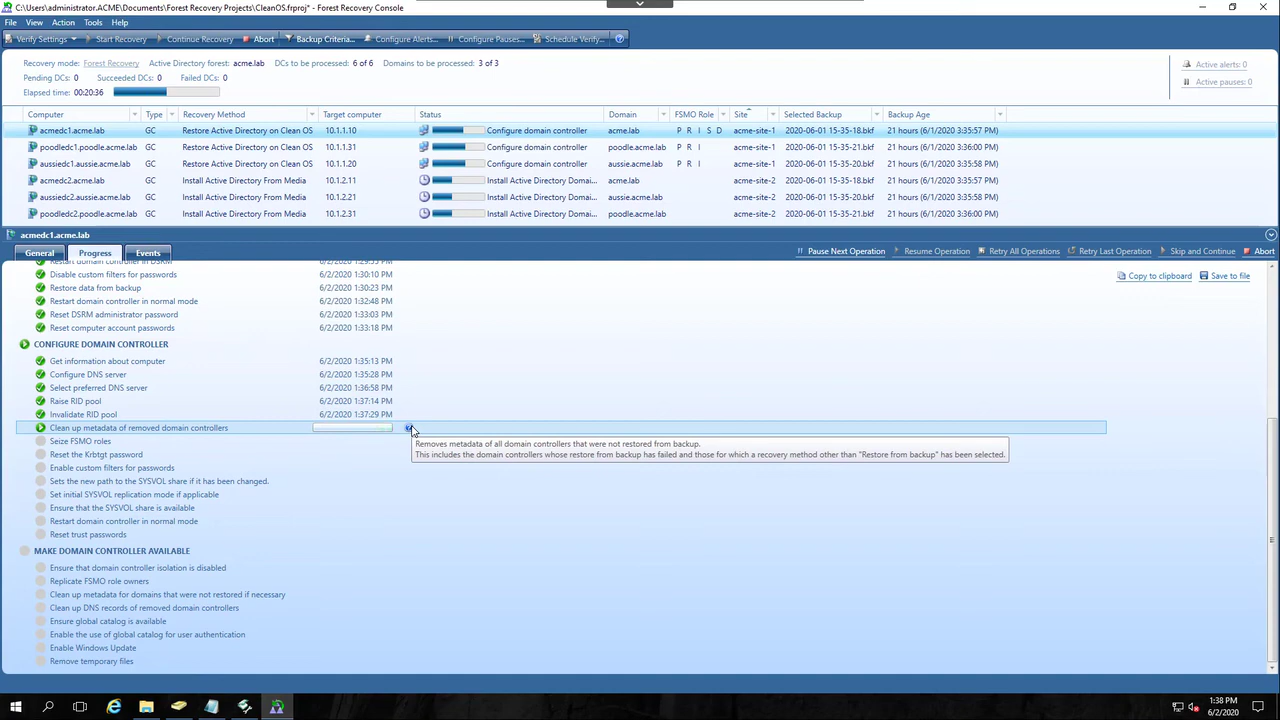 C:\Users\administrator.ACME\Documents\Forest Recovery Projects\CleanOS.frproj* - Forest Recovery Console
File View Action Tools Help
Verify Settings Start Recovery Continue Recovery Abort Backup Criteria... Configure Alerts... Configure Pauses... Schedule Verify...
Recovery mode: Forest Recovery Active Directory forest: acme.lab DCs to be processed: 6 of 6 Domains to be processed: 3 of 3
Active alerts: 0
Pending DCs: 0 Succeeded DCs: 0 Failed DCs: 0
Active pauses: 0
Elapsed time: 00:20:36
Computer Type Recovery Method Target computer Status Domain FSMO Role Site Selected Backup Backup Age
acmedc1.acme.lab GC Restore Active Directory on Clean OS 10.1.1.10 Configure domain controller acme.lab P R I S D acme-site-1 2020-06-01 15-35-18.bkf 21 hours (6/1/2020 3:35:57 PM)
poodledc1.poodle.acme.lab GC Restore Active Directory on Clean OS 10.1.1.31 Configure domain controller poodle.acme.lab P R I acme-site-1 2020-06-01 15-35-21.bkf 21 hours (6/1/2020 3:36:00 PM)
aussiedc1.aussie.acme.lab GC Restore Active Directory on Clean OS 10.1.1.20 Configure domain controller aussie.acme.lab P R I acme-site-1 2020-06-01 15-35-20.bkf 21 hours (6/1/2020 3:35:58 PM)
acmedc2.acme.lab GC Install Active Directory From Media 10.1.2.11 Install Active Directory Domai... acme.lab acme-site-2 2020-06-01 15-35-18.bkf 21 hours (6/1/2020 3:35:57 PM)
aussiedc2.aussie.acme.lab GC Install Active Directory From Media 10.1.2.21 Install Active Directory Domai... aussie.acme.lab acme-site-2 2020-06-01 15-35-20.bkf 21 hours (6/1/2020 3:35:58 PM)
poodledc2.poodle.acme.lab GC Install Active Directory From Media 10.1.2.31 Install Active Directory Domai... poodle.acme.lab acme-site-2 2020-06-01 15-35-21.bkf 21 hours (6/1/2020 3:36:00 PM)
acmedc1.acme.lab
General Progress Events Pause Next Operation Resume Operation Retry All Operations Retry Last Operation Skip and Continue Abort
Restart domain controller in DSRM 6/2/2020 1:29:55 PM
Disable custom filters for passwords 6/2/2020 1:30:10 PM
Copy to clipboard Save to file
Restore data from backup 6/2/2020 1:30:23 PM
Restart domain controller in normal mode 6/2/2020 1:32:48 PM
Reset DSRM administrator password 6/2/2020 1:33:03 PM
Reset computer account passwords 6/2/2020 1:33:18 PM
CONFIGURE DOMAIN CONTROLLER
Get information about computer 6/2/2020 1:35:13 PM
Configure DNS server 6/2/2020 1:35:28 PM
Select preferred DNS server 6/2/2020 1:36:58 PM
Raise RID pool 6/2/2020 1:37:14 PM
Invalidate RID pool 6/2/2020 1:37:29 PM
Clean up metadata of removed domain controllers
Removes metadata of all domain controllers that were not restored from backup.
This includes the domain controllers whose restore from backup has failed and those for which a recovery method other than "Restore from backup" has been selected.
Seize FSMO roles
Reset the Krbtgt password
Enable custom filters for passwords
Sets the new path to the SYSVOL share if it has been changed.
Set initial SYSVOL replication mode if applicable
Ensure that the SYSVOL share is available
Restart domain controller in normal mode
Reset trust passwords
MAKE DOMAIN CONTROLLER AVAILABLE
Ensure that domain controller isolation is disabled
Replicate FSMO role owners
Clean up metadata for domains that were not restored if necessary
Clean up DNS records of removed domain controllers
Ensure global catalog is available
Enable the use of global catalog for user authentication
Enable Windows Update
Remove temporary files
1:38 PM
6/2/2020